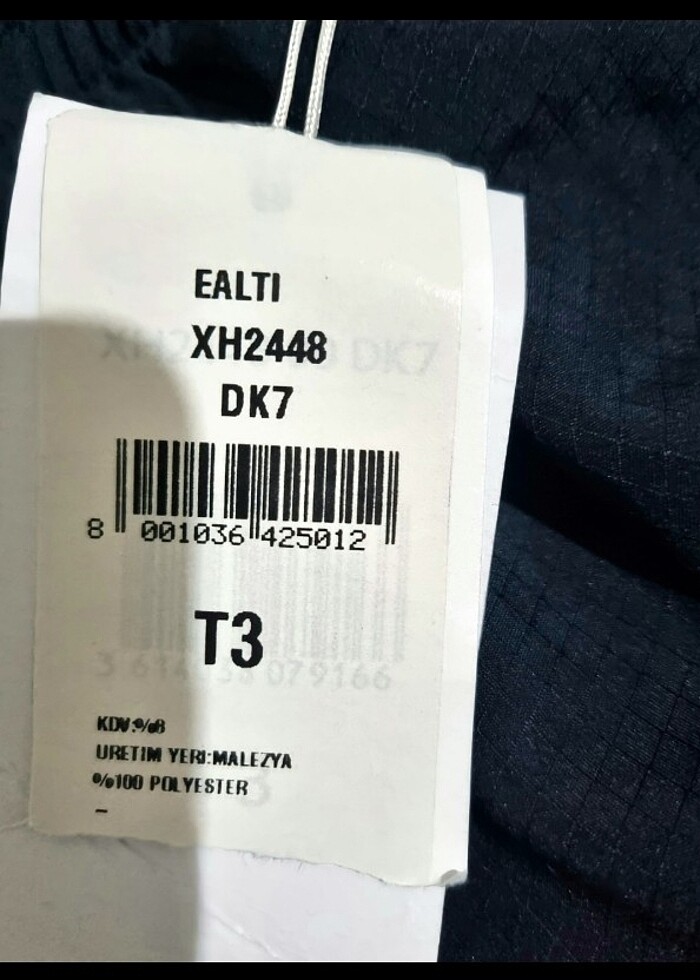 EALTI
XH2448
DK7
8 001036 425012
T3
KDV:%8
URETIM YERI:MALEZYA
%100 POLYESTER
-